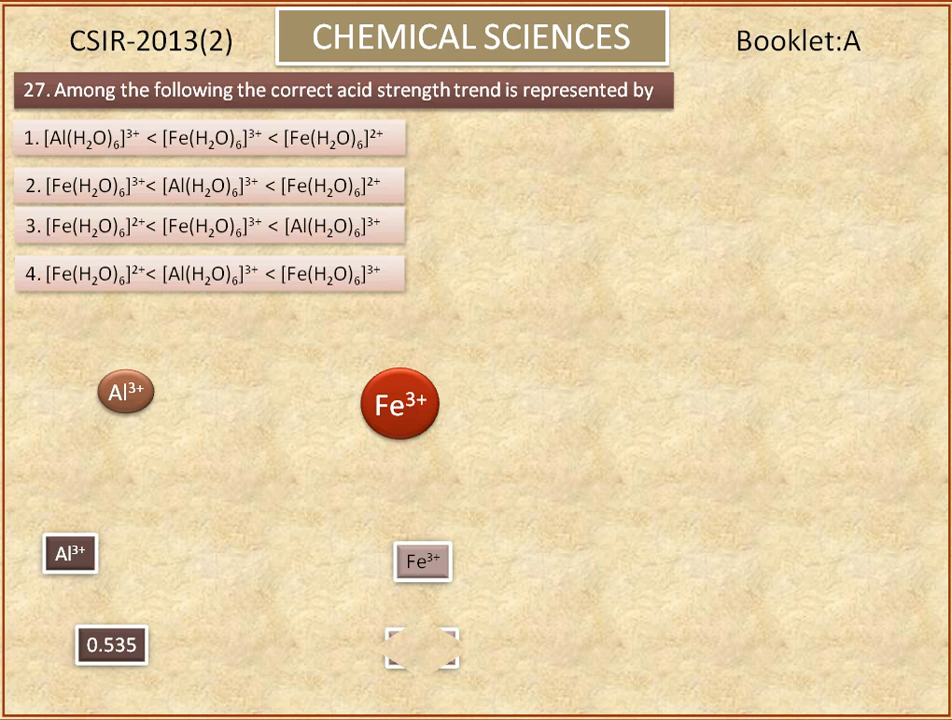 CSIR-2013(2)
CHEMICAL SCIENCES
Booklet:A
27. Among the following the correct acid strength trend is represented by
1. [Al(H₂O)₆]³⁺ < [Fe(H₂O)₆]³⁺ < [Fe(H₂O)₆]²⁺
2. [Fe(H₂O)₆]³⁺< [Al(H₂O)₆]³⁺ < [Fe(H₂O)₆]²⁺
3. [Fe(H₂O)₆]²⁺< [Fe(H₂O)₆]³⁺ < [Al(H₂O)₆]³⁺
4. [Fe(H₂O)₆]²⁺< [Al(H₂O)₆]³⁺ < [Fe(H₂O)₆]³⁺
Al³⁺
Fe³⁺
Al³⁺
Fe³⁺
0.535